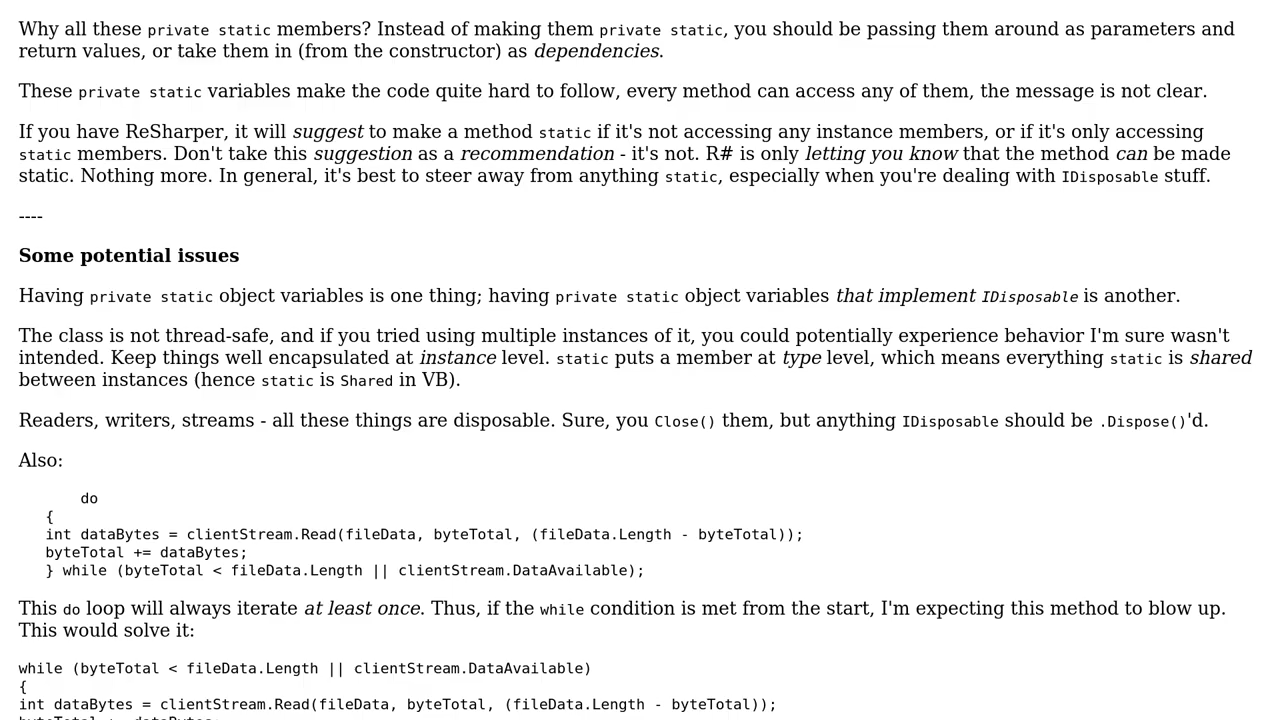 Why all these private static members? Instead of making them private static, you should be passing them around as parameters and
return values, or take them in (from the constructor) as dependencies.
These private static variables make the code quite hard to follow, every method can access any of them, the message is not clear.
If you have ReSharper, it will suggest to make a method static if it's not accessing any instance members, or if it's only accessing
static members. Don't take this suggestion as a recommendation - it's not. R# is only letting you know that the method can be made
static. Nothing more. In general, it's best to steer away from anything static, especially when you're dealing with IDisposable stuff.
----
Some potential issues
Having private static object variables is one thing; having private static object variables that implement IDisposable is another.
The class is not thread-safe, and if you tried using multiple instances of it, you could potentially experience behavior I'm sure wasn't
intended. Keep things well encapsulated at instance level. static puts a member at type level, which means everything static is shared
between instances (hence static is Shared in VB).
Readers, writers, streams - all these things are disposable. Sure, you Close() them, but anything IDisposable should be .Dispose()'d.
Also:
do
{
int dataBytes = clientStream.Read(fileData, byteTotal, (fileData.Length - byteTotal));
byteTotal += dataBytes;
} while (byteTotal < fileData.Length || clientStream.DataAvailable);
This do loop will always iterate at least once. Thus, if the while condition is met from the start, I'm expecting this method to blow up.
This would solve it:
while (byteTotal < fileData.Length || clientStream.DataAvailable)
{
int dataBytes = clientStream.Read(fileData, byteTotal, (fileData.Length - byteTotal));